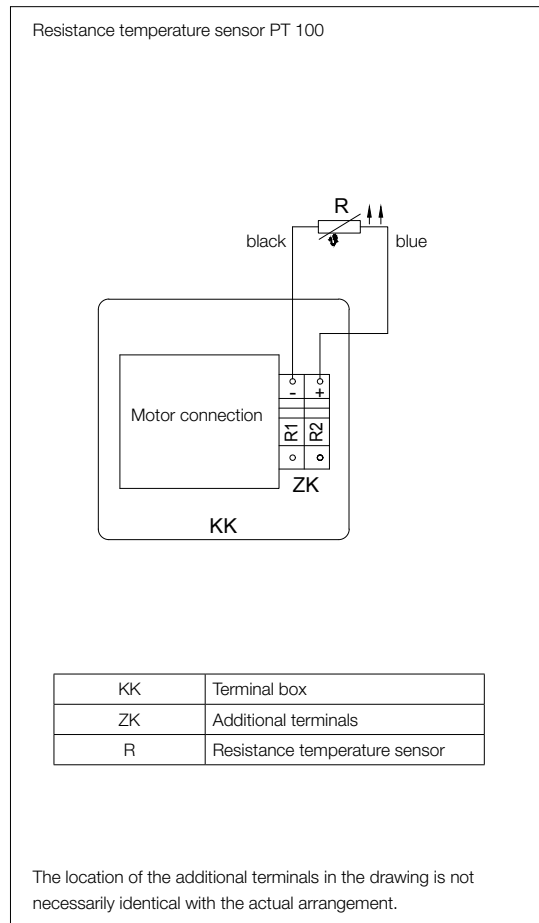 Resistance temperature sensor PT 100
R
black
blue
- +
Motor connection
R1 R2
ZK
KK
KK Terminal box
ZK Additional terminals
R Resistance temperature sensor
The location of the additional terminals in the drawing is not
necessarily identical with the actual arrangement.